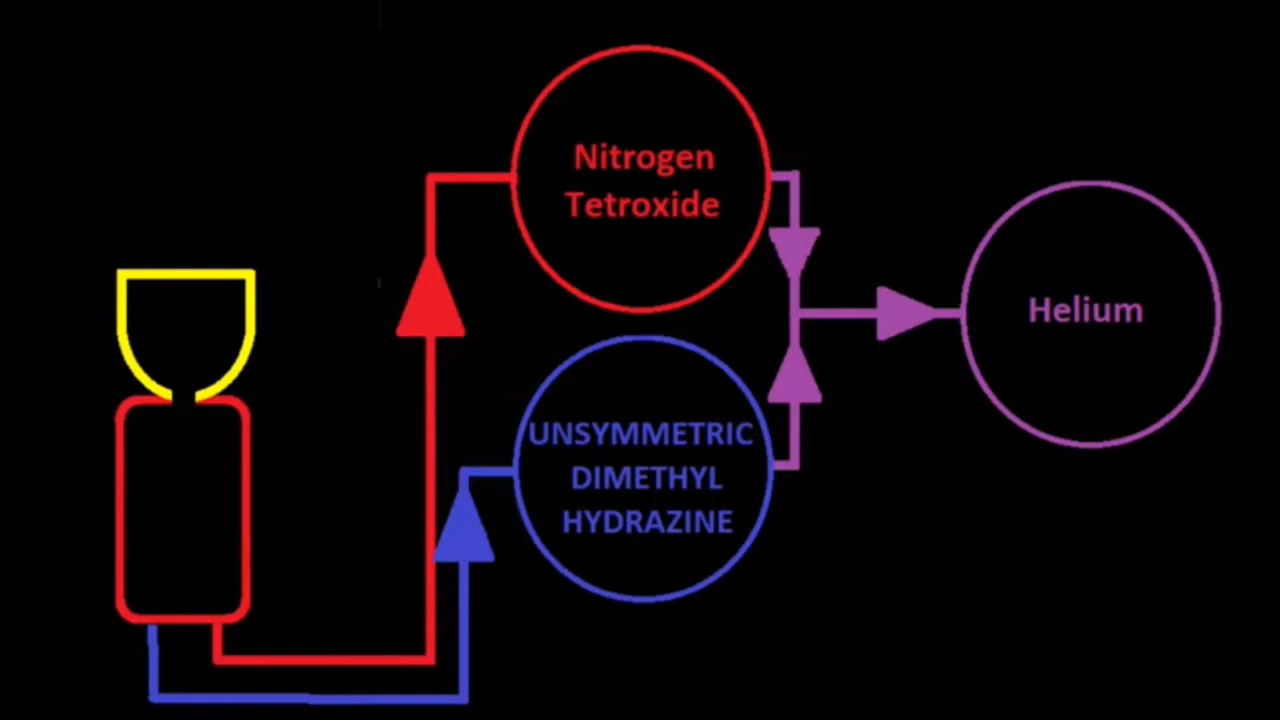 Nitrogen
Tetroxide
Helium
UNSYMMETRIC
DIMETHYL
HYDRAZINE